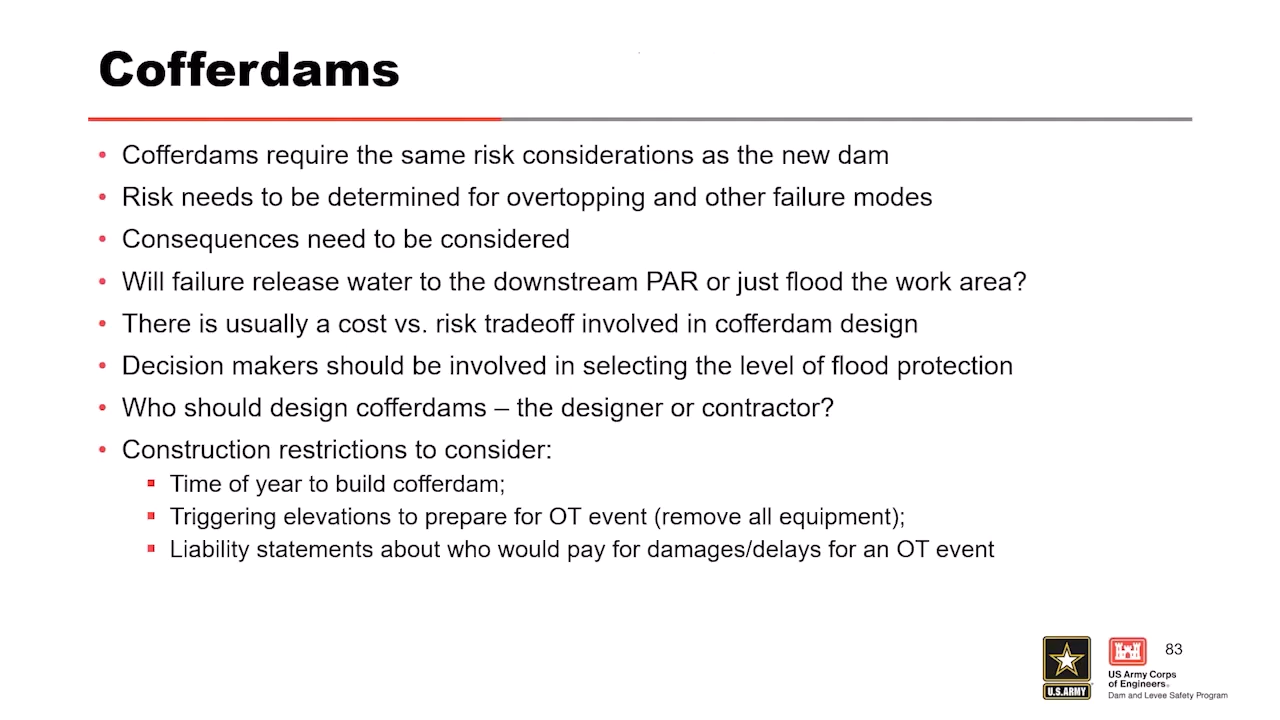 Cofferdams
• Cofferdams require the same risk considerations as the new dam
• Risk needs to be determined for overtopping and other failure modes
• Consequences need to be considered
• Will failure release water to the downstream PAR or just flood the work area?
• There is usually a cost vs. risk tradeoff involved in cofferdam design
• Decision makers should be involved in selecting the level of flood protection
• Who should design cofferdams – the designer or contractor?
• Construction restrictions to consider:
▪ Time of year to build cofferdam;
▪ Triggering elevations to prepare for OT event (remove all equipment);
▪ Liability statements about who would pay for damages/delays for an OT event
83
U.S.ARMY
US Army Corps
of Engineers®
Dam and Levee Safety Program